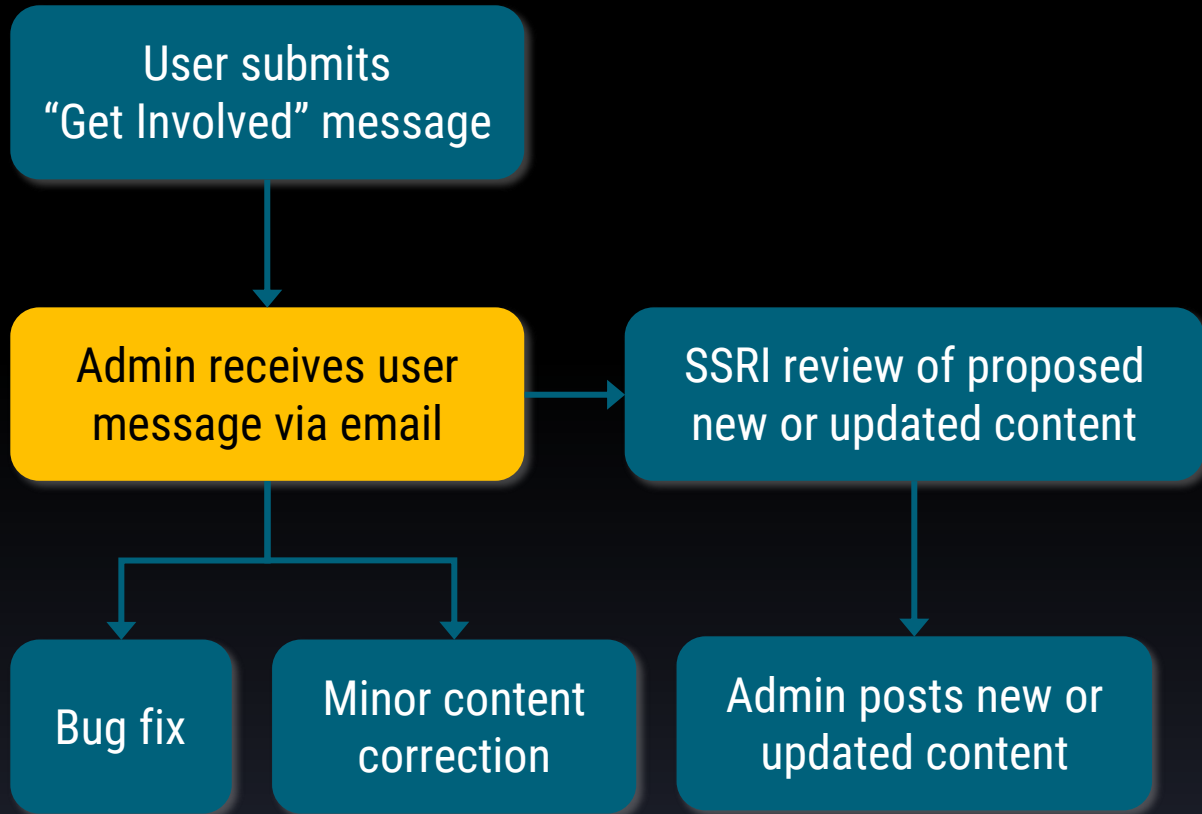 User submits
“Get Involved” message
Admin receives user
message via email
SSRI review of proposed
new or updated content
Bug fix
Minor content
correction
Admin posts new or
updated content